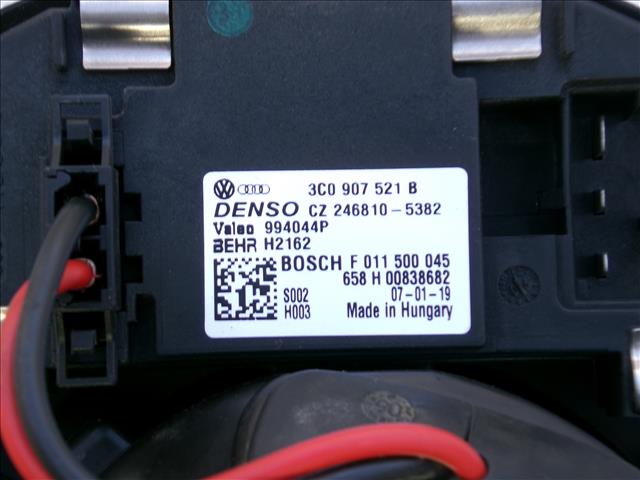 3C0 907 521 B
DENSO CZ 246810-5382
Valeo 994044P
BEHR H2162
BOSCH F 011 500 045
658 H 00838682
S002 07-01-19
H003 Made in Hungary